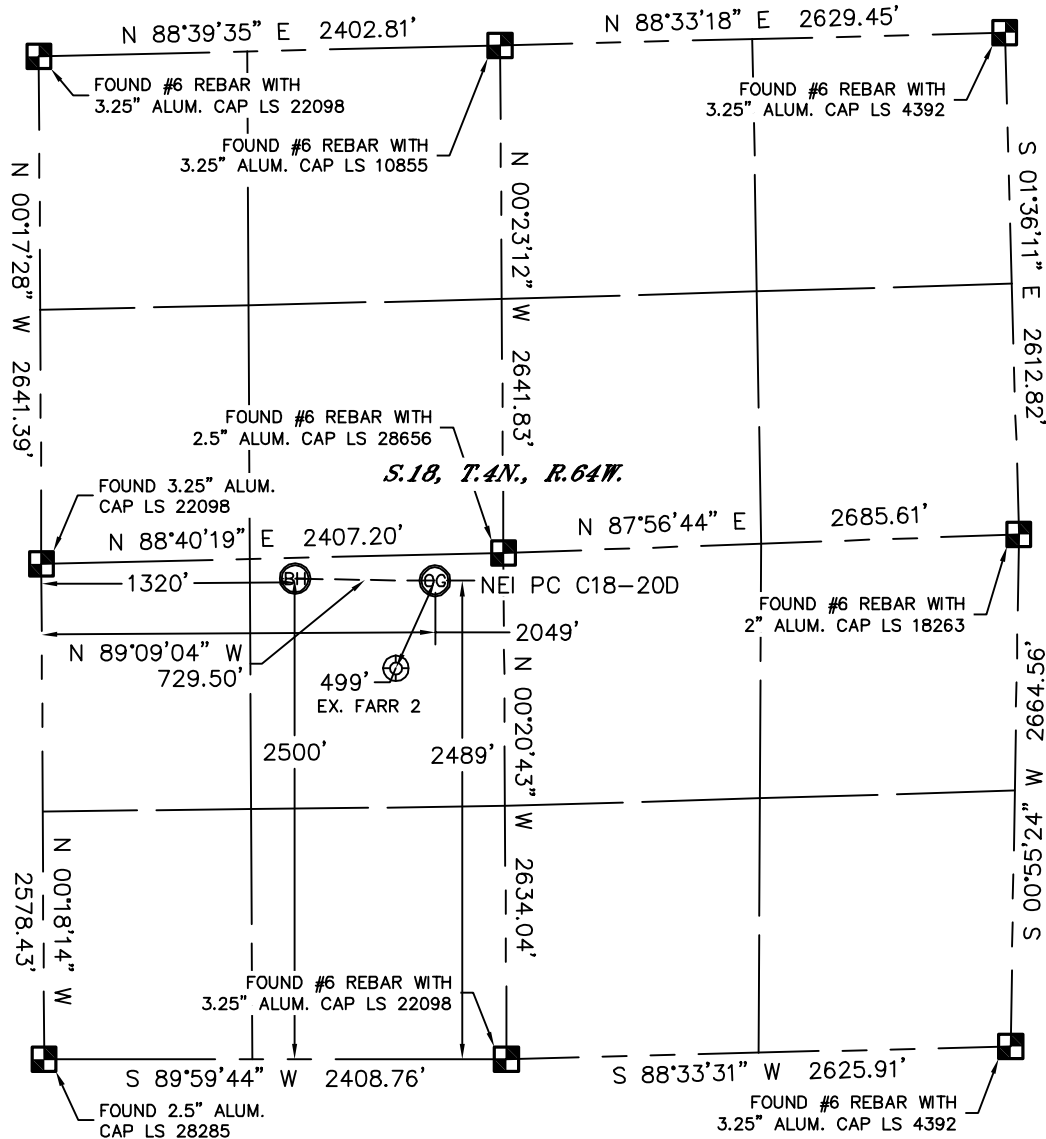 N 88°39'35" E 2402.81'
N 88°33'18" E 2629.45'
FOUND #6 REBAR WITH
3.25" ALUM. CAP LS 22098
FOUND #6 REBAR WITH
3.25" ALUM. CAP LS 4392
FOUND #6 REBAR WITH
3.25" ALUM. CAP LS 10855
N 00°17'28" W 2641.39'
N 00°23'12" W 2641.83'
S 01°36'11" E 2612.82'
FOUND #6 REBAR WITH
2.5" ALUM. CAP LS 28656
S.18, T.4N., R.64W.
FOUND 3.25" ALUM.
CAP LS 22098
N 88°40'19" E 2407.20'
N 87°56'44" E 2685.61'
1320'
BH
OG
NEI PC C18-20D
FOUND #6 REBAR WITH
2" ALUM. CAP LS 18263
2049'
N 89°09'04" W
729.50'
499'
EX. FARR 2
2500'
2489'
N 00°20'43" W 2634.04'
S 00°55'24" W 2664.56'
N 00°18'14" W
2578.43'
FOUND #6 REBAR WITH
3.25" ALUM. CAP LS 22098
S 89°59'44" W 2408.76'
S 88°33'31" W 2625.91'
FOUND 2.5" ALUM.
CAP LS 28285
FOUND #6 REBAR WITH
3.25" ALUM. CAP LS 4392